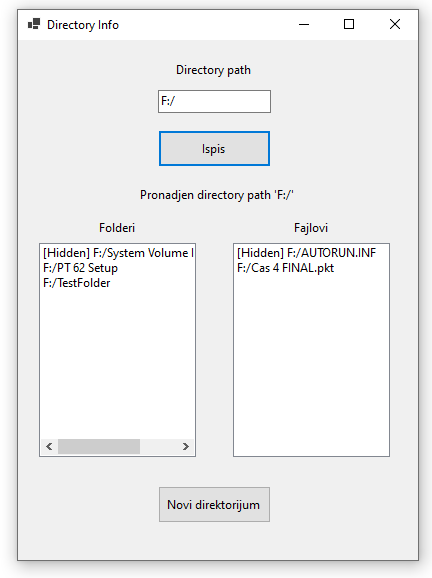 Directory Info
Directory path
F:/
Ispis
Pronadjen directory path 'F:/'
Folderi
Fajlovi
[Hidden] F:/System Volume
F:/PT 62 Setup
F:/TestFolder
[Hidden] F:/AUTORUN.INF
F:/Cas 4 FINAL.pkt
Novi direktorijum